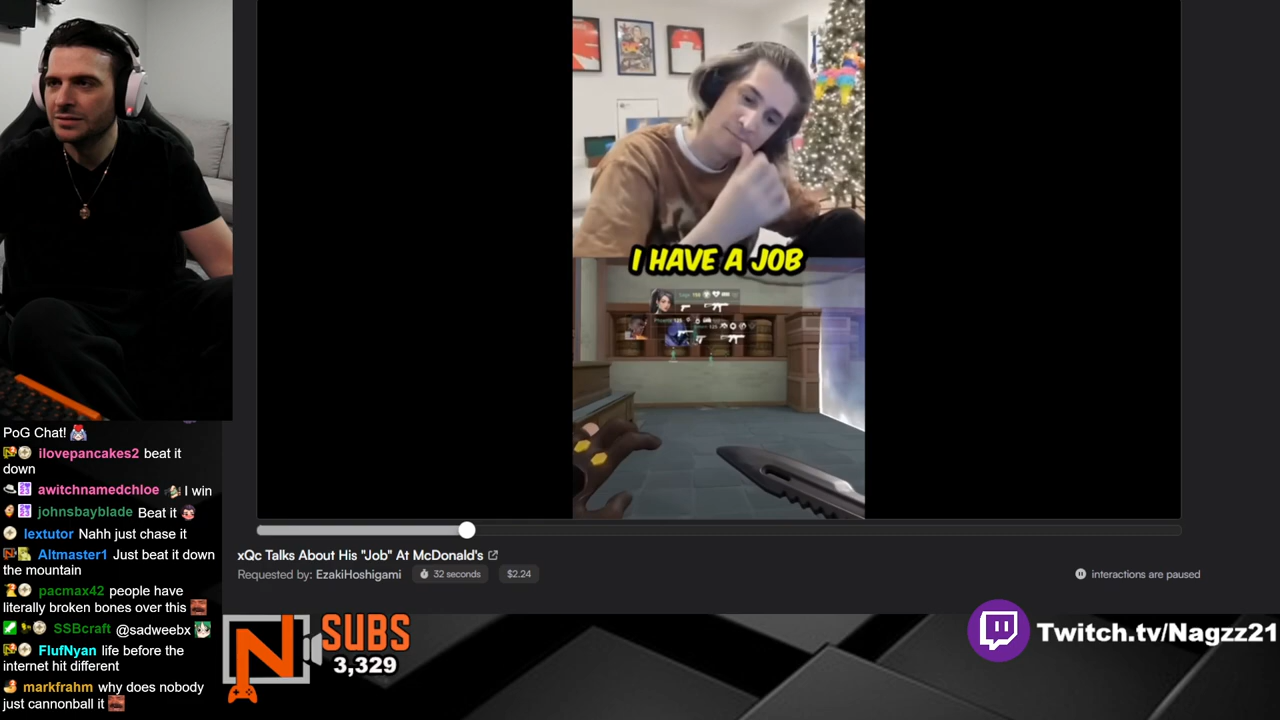 I HAVE A JOB
PoG Chat!
ilovepancakes2 beat it
down
awitchnamedchloe I win
johnsbayblade Beat it
lextutor Nahh just chase it
Altmaster1 Just beat it down
the mountain
pacmax42 people have
literally broken bones over this
SSBcraft @sadweebx
FlufNyan life before the
internet hit different
markfrahm why does nobody
just cannonball it
xQc Talks About His "Job" At McDonald's
Requested by: EzakiHoshigami 32 seconds $2.24
interactions are paused
N SUBS
3,329
Twitch.tv/Nagzz21